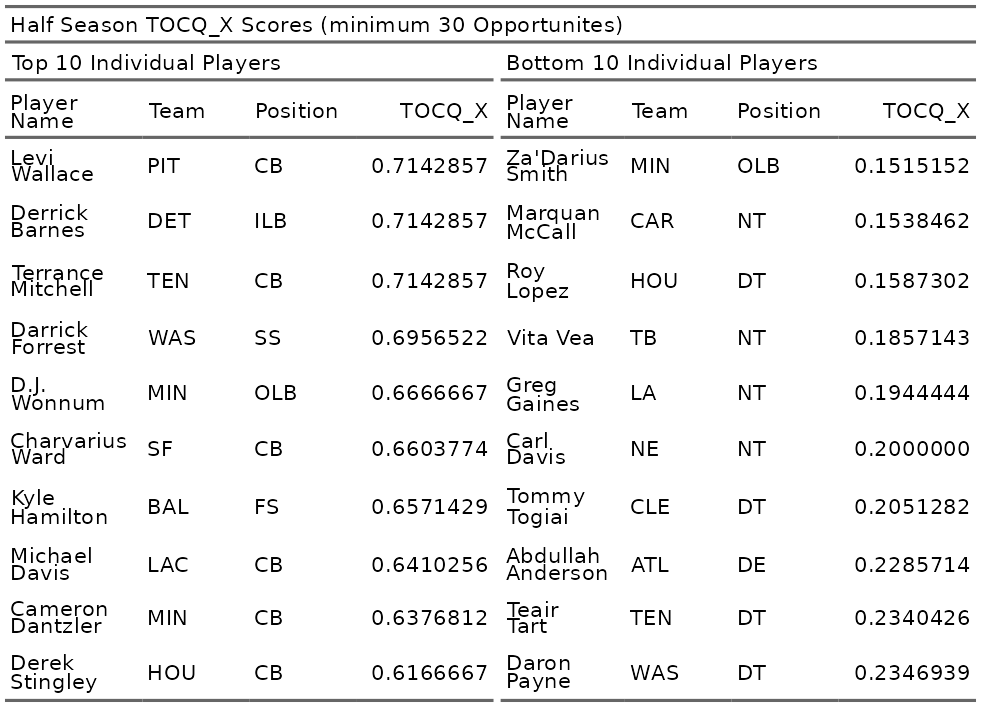 Half Season TOCQ_X Scores (minimum 30 Opportunites)
Top 10 Individual Players
Player Name Team Position TOCQ_X
Levi Wallace PIT CB 0.7142857
Derrick Barnes DET ILB 0.7142857
Terrance Mitchell TEN CB 0.7142857
Darrick Forrest WAS SS 0.6956522
D.J. Wonnum MIN OLB 0.6666667
Charvarius Ward SF CB 0.6603774
Kyle Hamilton BAL FS 0.6571429
Michael Davis LAC CB 0.6410256
Cameron Dantzler MIN CB 0.6376812
Derek Stingley HOU CB 0.6166667
Bottom 10 Individual Players
Player Name Team Position TOCQ_X
Za'Darius Smith MIN OLB 0.1515152
Marquan McCall CAR NT 0.1538462
Roy Lopez HOU DT 0.1587302
Vita Vea TB NT 0.1857143
Greg Gaines LA NT 0.1944444
Carl Davis NE NT 0.2000000
Tommy Togiai CLE DT 0.2051282
Abdullah Anderson ATL DE 0.2285714
Teair Tart TEN DT 0.2340426
Daron Payne WAS DT 0.2346939